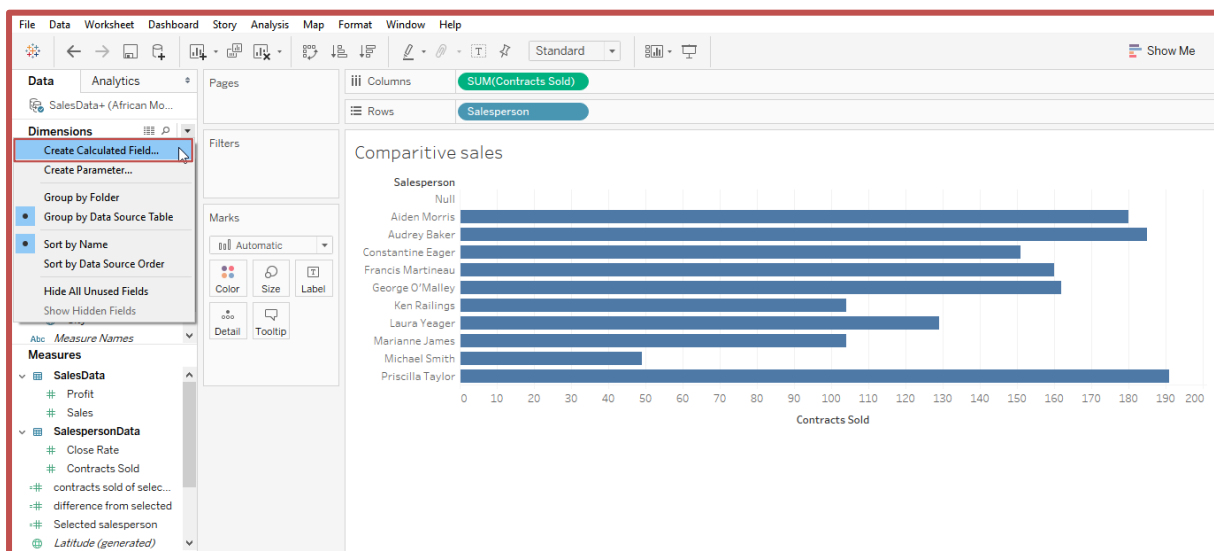 File Data Worksheet Dashboard Story Analysis Map Format Window Help
Standard Show Me
Data Analytics Pages iii Columns SUM(Contracts Sold)
SalesData+ (African Mo...
Rows Salesperson
Dimensions
Create Calculated Field...
Create Parameter...
Group by Folder
Group by Data Source Table
Sort by Name
Sort by Data Source Order
Hide All Unused Fields
Show Hidden Fields
Abc Measure Names
Measures
SalesData
# Profit
# Sales
SalespersonData
# Close Rate
# Contracts Sold
=# contracts sold of selec...
=# difference from selected
=# Selected salesperson
Latitude (generated)
Filters
Marks
Automatic
Color Size Label
Detail Tooltip
Comparitive sales
Salesperson
Null
Aiden Morris
Audrey Baker
Constantine Eager
Francis Martineau
George O'Malley
Ken Railings
Laura Yeager
Marianne James
Michael Smith
Priscilla Taylor
0 10 20 30 40 50 60 70 80 90 100 110 120 130 140 150 160 170 180 190 200
Contracts Sold